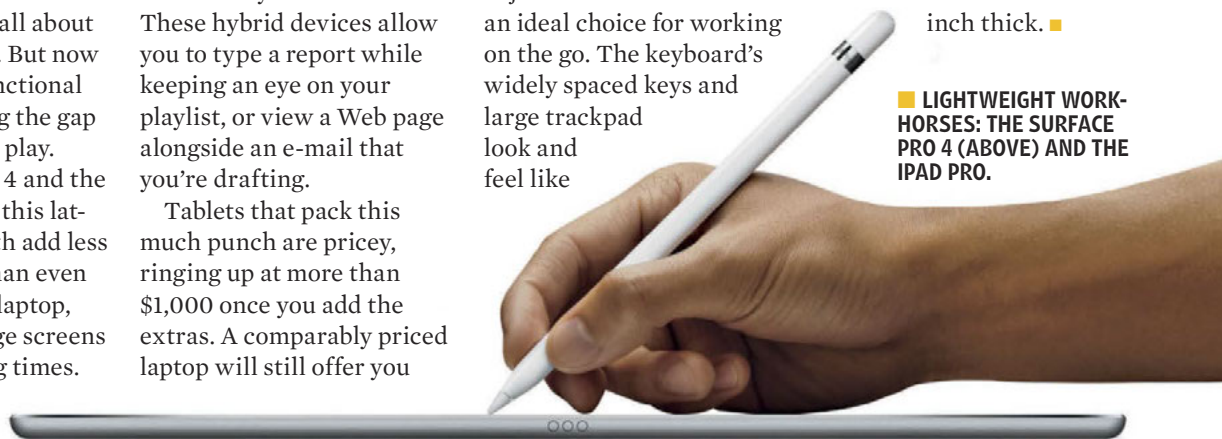 all about
. But now
nctional
g the gap
play.
4 and the
this lat-
h add less
an even
laptop,
ge screens
g times.
These hybrid devices allow
you to type a report while
keeping an eye on your
playlist, or view a Web page
alongside an e-mail that
you're drafting.
Tablets that pack this
much punch are pricey,
ringing up at more than
$1,000 once you add the
extras. A comparably priced
laptop will still offer you
an ideal choice for working
on the go. The keyboard's
widely spaced keys and
large trackpad
look and
feel like
inch thick. ■
■ LIGHTWEIGHT WORK-
HORSES: THE SURFACE
PRO 4 (ABOVE) AND THE
IPAD PRO.